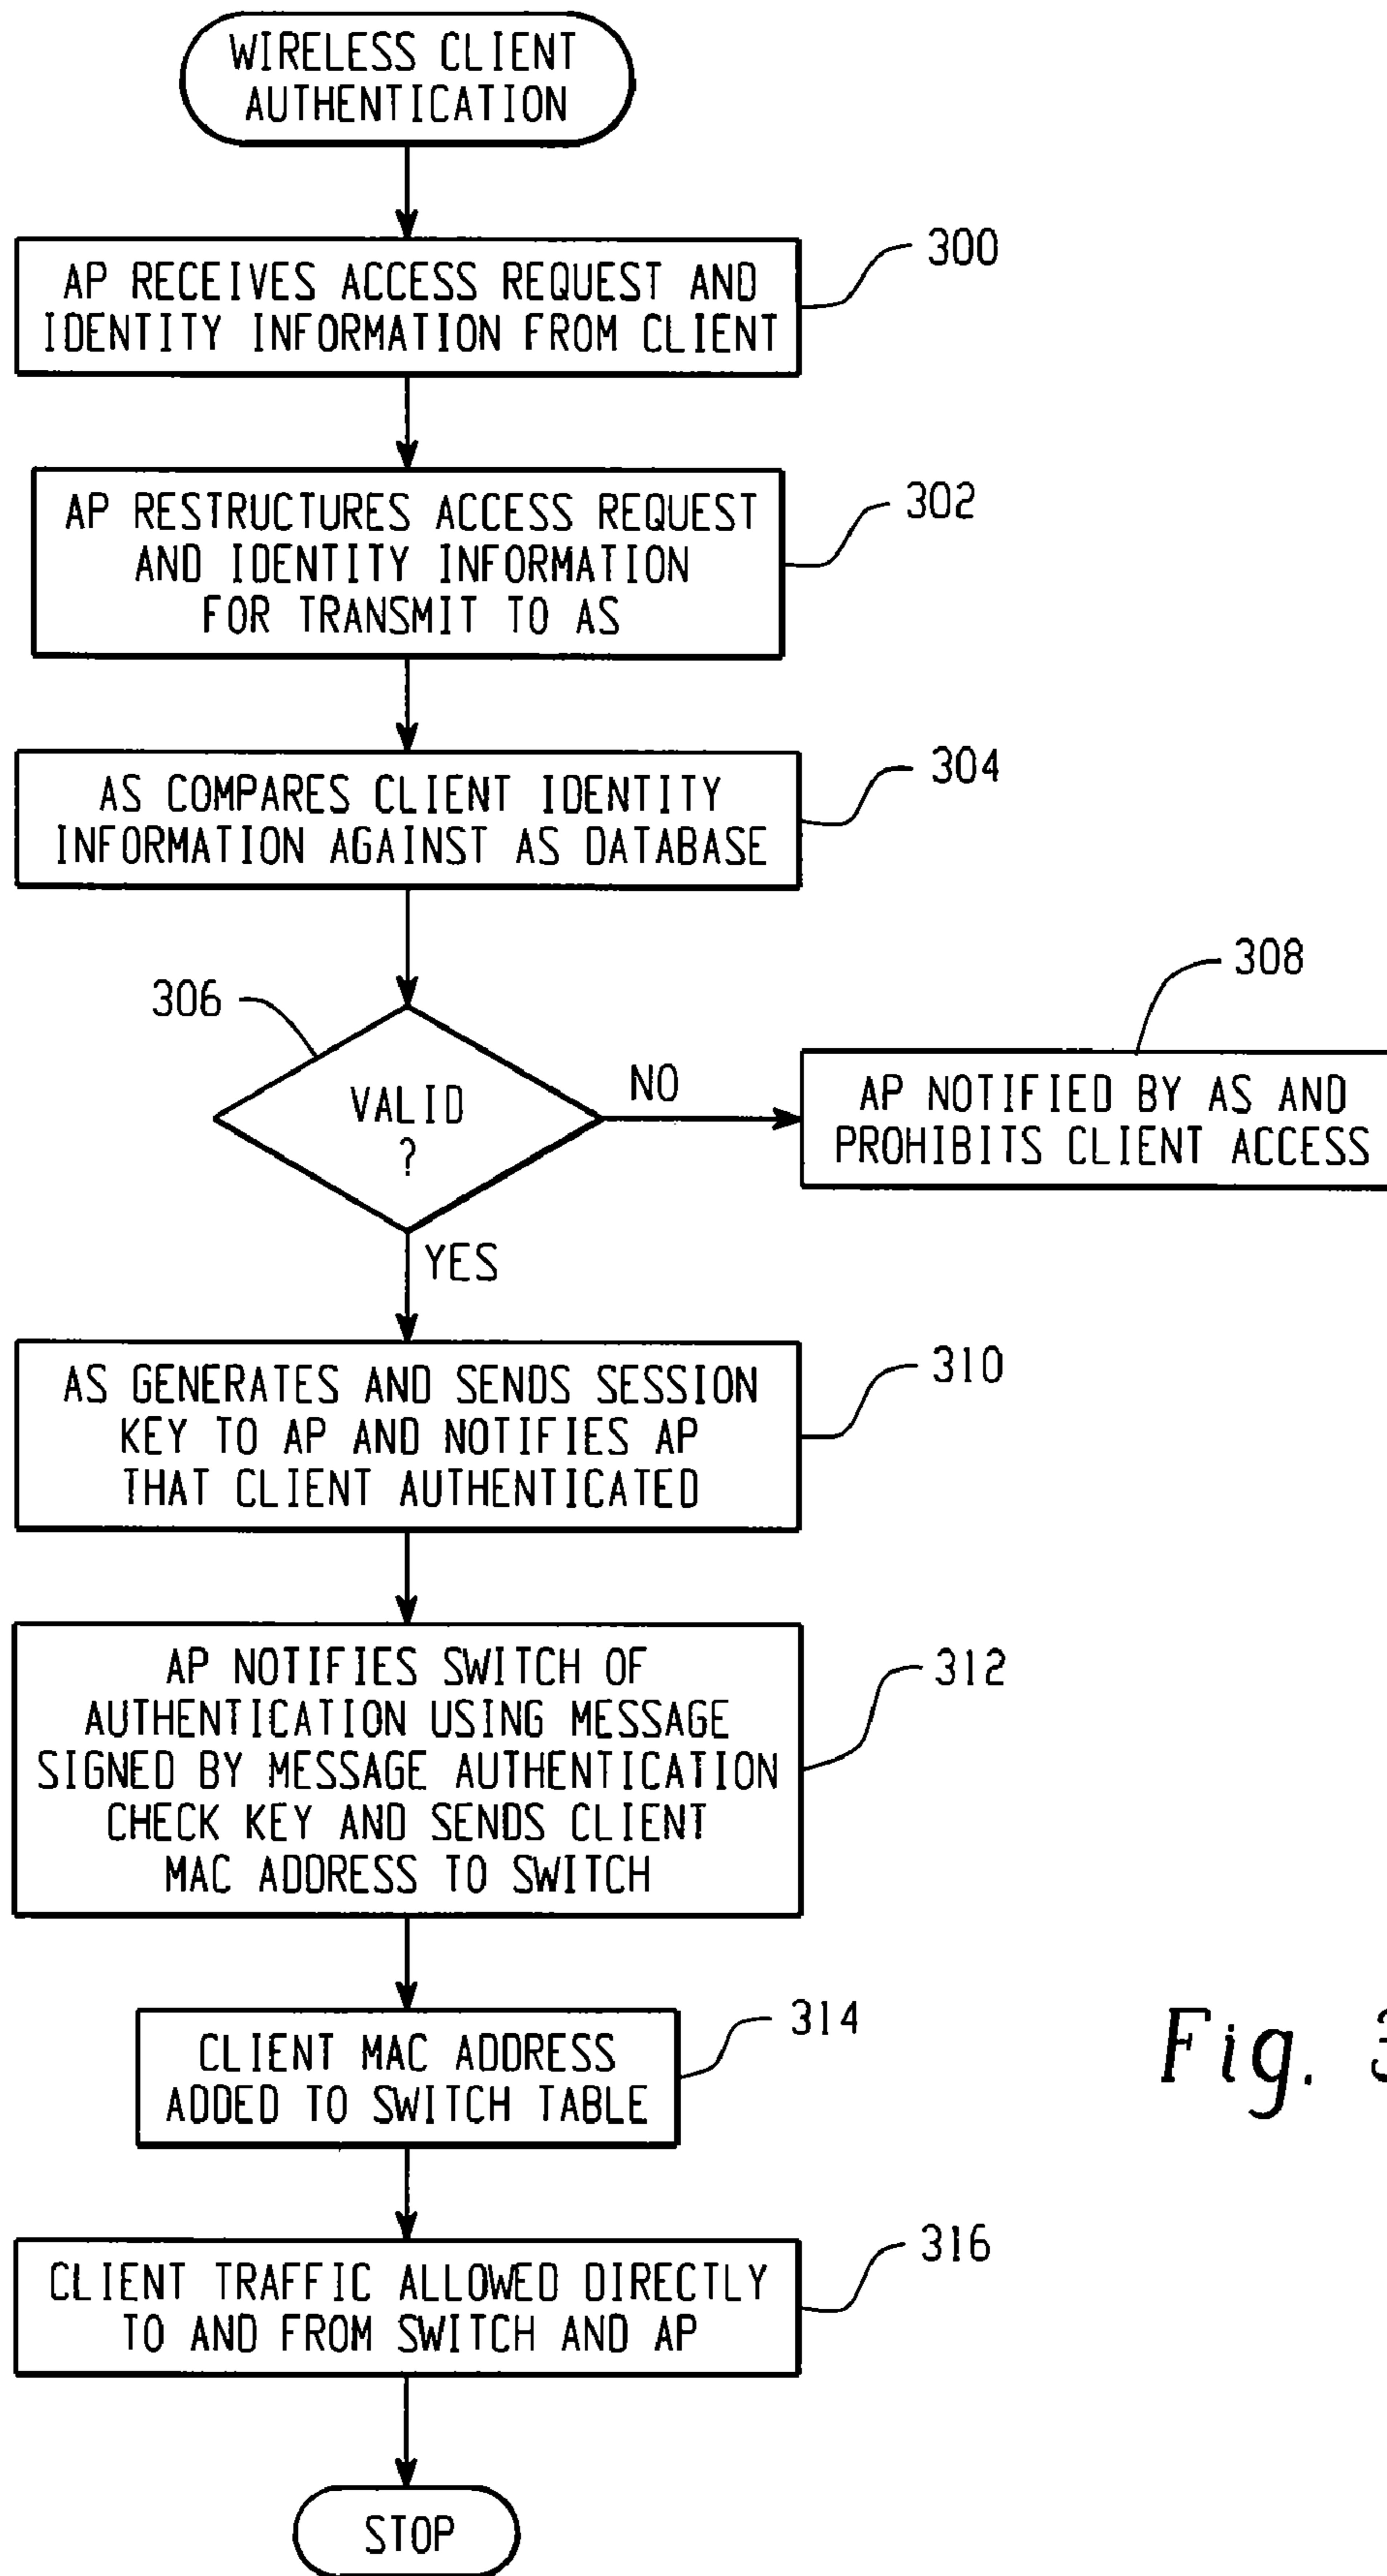 WIRELESS CLIENT
AUTHENTICATION
300
AP RECEIVES ACCESS REQUEST AND
IDENTITY INFORMATION FROM CLIENT
302
AP RESTRUCTURES ACCESS REQUEST
AND IDENTITY INFORMATION
FOR TRANSMIT TO AS
304
AS COMPARES CLIENT IDENTITY
INFORMATION AGAINST AS DATABASE
306
VALID
?
NO
308
AP NOTIFIED BY AS AND
PROHIBITS CLIENT ACCESS
YES
310
AS GENERATES AND SENDS SESSION
KEY TO AP AND NOTIFIES AP
THAT CLIENT AUTHENTICATED
312
AP NOTIFIES SWITCH OF
AUTHENTICATION USING MESSAGE
SIGNED BY MESSAGE AUTHENTICATION
CHECK KEY AND SENDS CLIENT
MAC ADDRESS TO SWITCH
314
CLIENT MAC ADDRESS
ADDED TO SWITCH TABLE
Fig. 3
316
CLIENT TRAFFIC ALLOWED DIRECTLY
TO AND FROM SWITCH AND AP
STOP